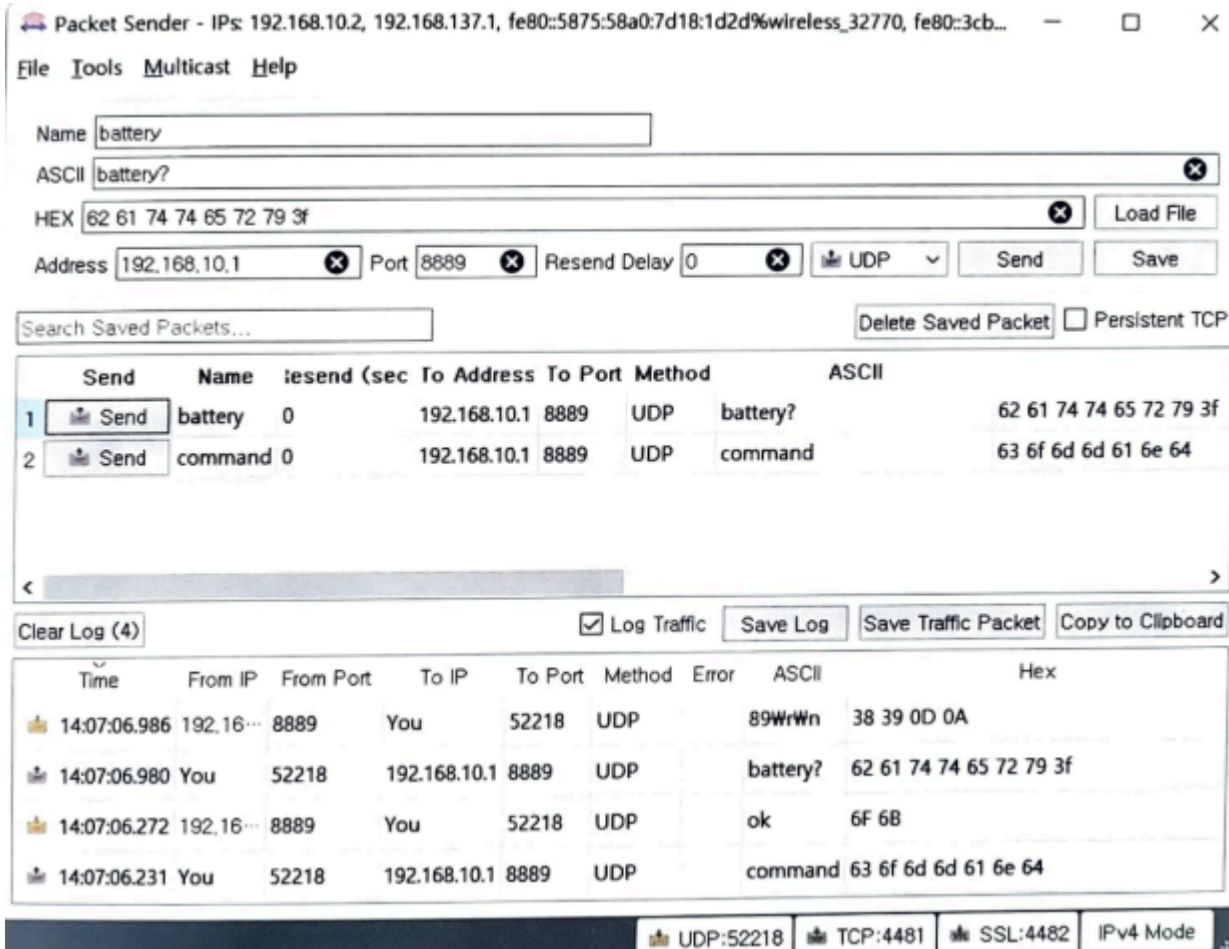 Packet Sender - IPs: 192.168.10.2, 192.168.137.1, fe80::5875:58a0:7d18:1d2d%wireless_32770, fe80::3cb...
File Tools Multicast Help
Name battery
ASCII battery?
HEX 62 61 74 74 65 72 79 3f Load File
Address 192.168.10.1 Port 8889 Resend Delay 0 UDP Send Save
Search Saved Packets... Delete Saved Packet Persistent TCP
Send Name lesend (sec To Address To Port Method ASCII
1 Send battery 0 192.168.10.1 8889 UDP battery? 62 61 74 74 65 72 79 3f
2 Send command 0 192.168.10.1 8889 UDP command 63 6f 6d 6d 61 6e 64
Clear Log (4) Log Traffic Save Log Save Traffic Packet Copy to Clipboard
Time From IP From Port To IP To Port Method Error ASCII Hex
14:07:06.986 192.16... 8889 You 52218 UDP 89₩r₩n 38 39 0D 0A
14:07:06.980 You 52218 192.168.10.1 8889 UDP battery? 62 61 74 74 65 72 79 3f
14:07:06.272 192.16... 8889 You 52218 UDP ok 6F 6B
14:07:06.231 You 52218 192.168.10.1 8889 UDP command 63 6f 6d 6d 61 6e 64
UDP:52218 TCP:4481 SSL:4482 IPv4 Mode